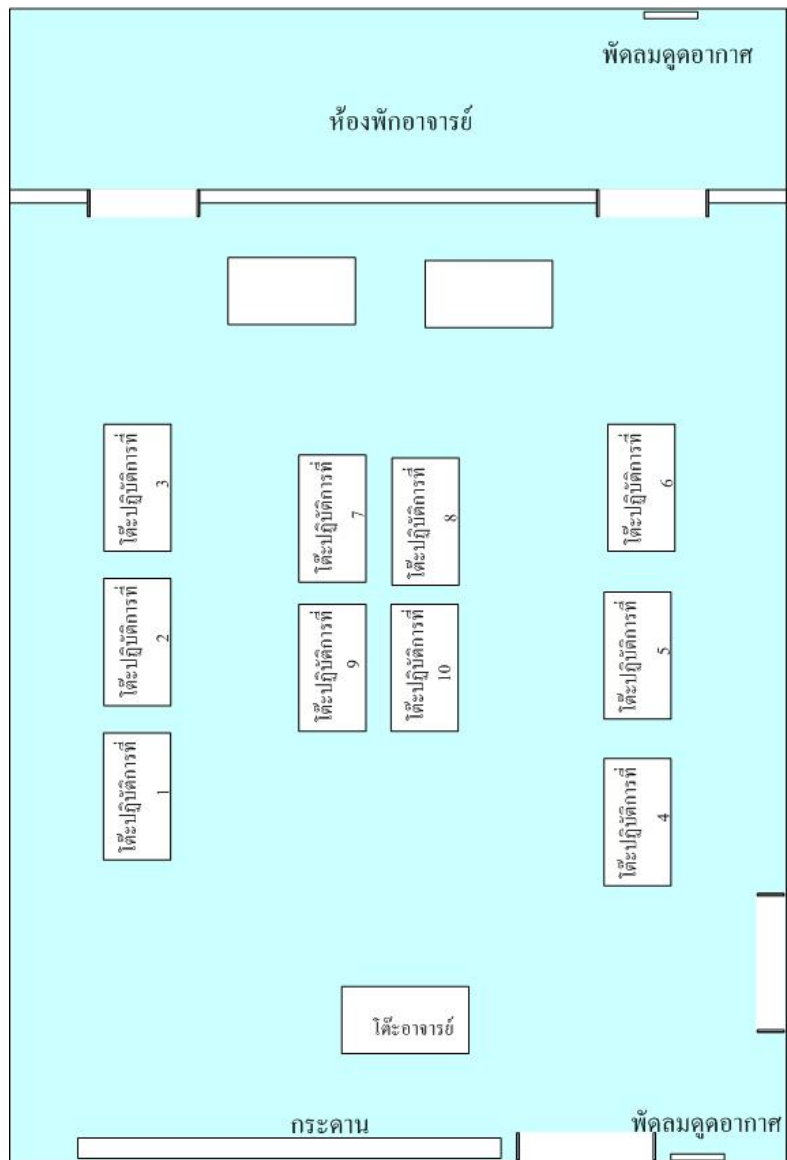 พัดลมดูดอากาศ
ห้องพักอาจารย์
โต๊ะปฏิบัติการที่
3
โต๊ะปฏิบัติการที่
7
โต๊ะปฏิบัติการที่
8
โต๊ะปฏิบัติการที่
6
โต๊ะปฏิบัติการที่
2
โต๊ะปฏิบัติการที่
9
โต๊ะปฏิบัติการที่
10
โต๊ะปฏิบัติการที่
5
โต๊ะปฏิบัติการที่
1
โต๊ะปฏิบัติการที่
4
โต๊ะอาจารย์
กระดาน
พัดลมดูดอากาศ